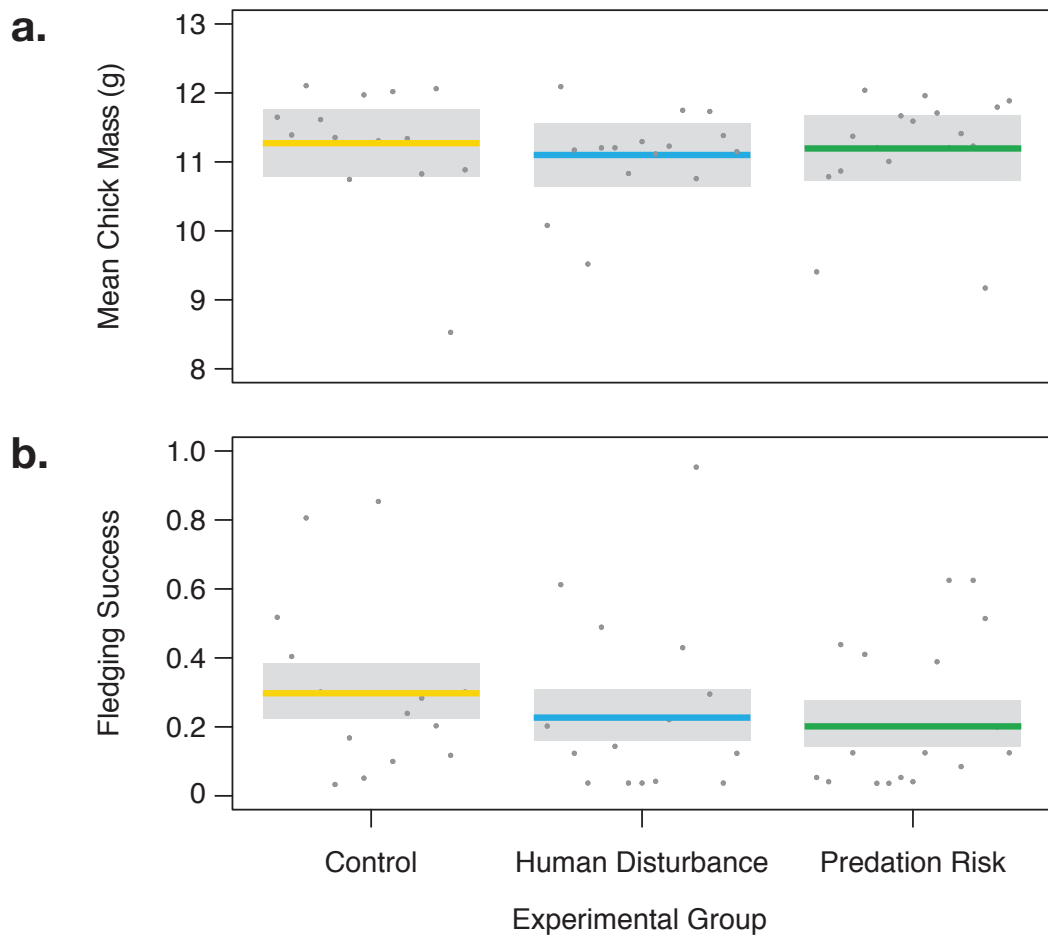 a.
Mean Chick Mass (g)
13
12
11
10
9
8
b.
Fledging Success
1.0
0.8
0.6
0.4
0.2
0
Control Human Disturbance Predation Risk
Experimental Group